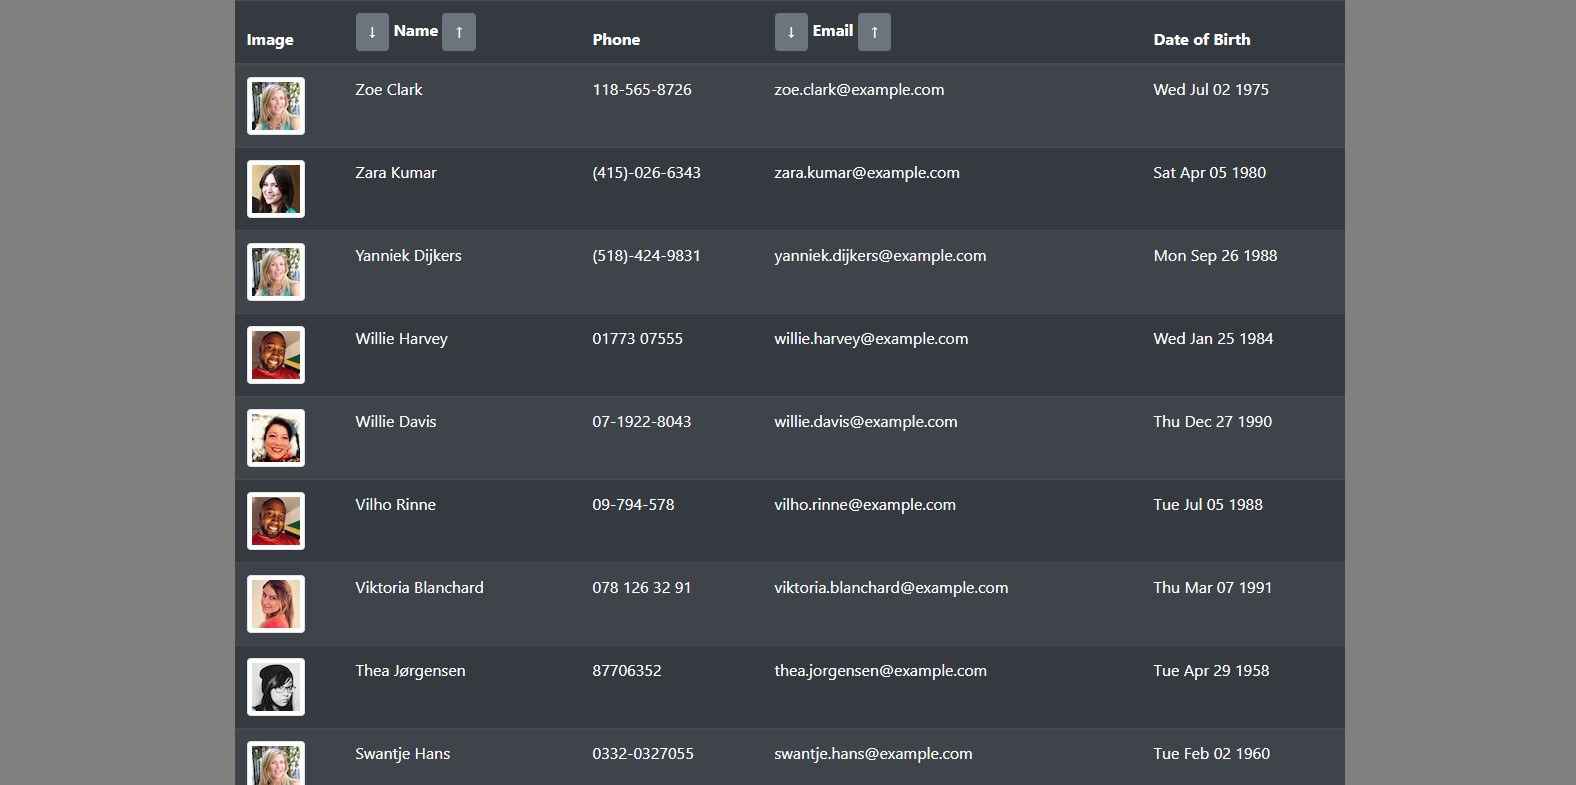 Image ↓ Name ↑ Phone ↓ Email ↑ Date of Birth
Zoe Clark 118-565-8726 zoe.clark@example.com Wed Jul 02 1975
Zara Kumar (415)-026-6343 zara.kumar@example.com Sat Apr 05 1980
Yanniek Dijkers (518)-424-9831 yanniek.dijkers@example.com Mon Sep 26 1988
Willie Harvey 01773 07555 willie.harvey@example.com Wed Jan 25 1984
Willie Davis 07-1922-8043 willie.davis@example.com Thu Dec 27 1990
Vilho Rinne 09-794-578 vilho.rinne@example.com Tue Jul 05 1988
Viktoria Blanchard 078 126 32 91 viktoria.blanchard@example.com Thu Mar 07 1991
Thea Jørgensen 87706352 thea.jorgensen@example.com Tue Apr 29 1958
Swantje Hans 0332-0327055 swantje.hans@example.com Tue Feb 02 1960